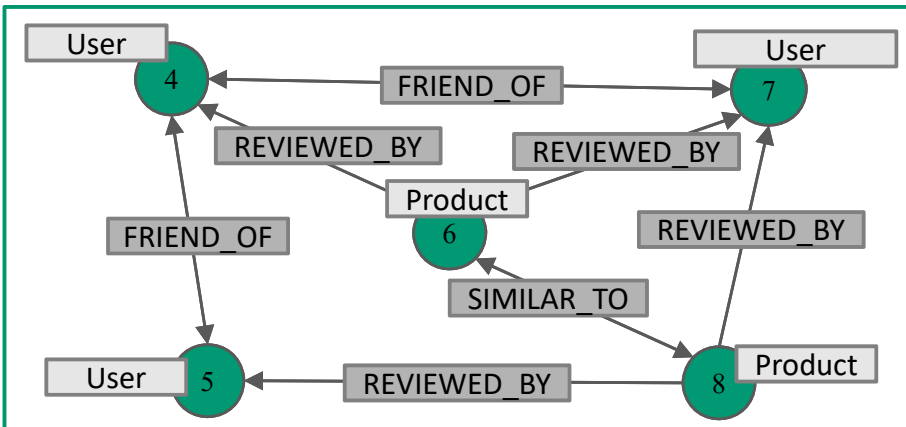 User
User
4
7
FRIEND_OF
REVIEWED_BY
REVIEWED_BY
Product
6
FRIEND_OF
REVIEWED_BY
SIMILAR_TO
User
5
REVIEWED_BY
8
Product